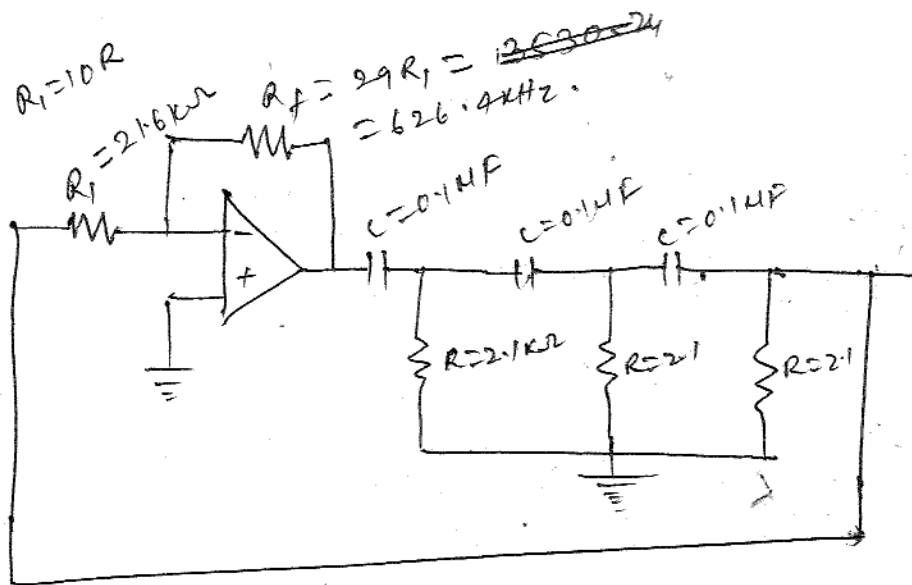 R₁=10R
R_f = 29R₁ =
= 626.4KHz.
R₁=21.6KΩ
C=0.1MF
C=0.1MF
C=0.1MF
-
+
R=2.1KΩ
R=2.1
R=2.1